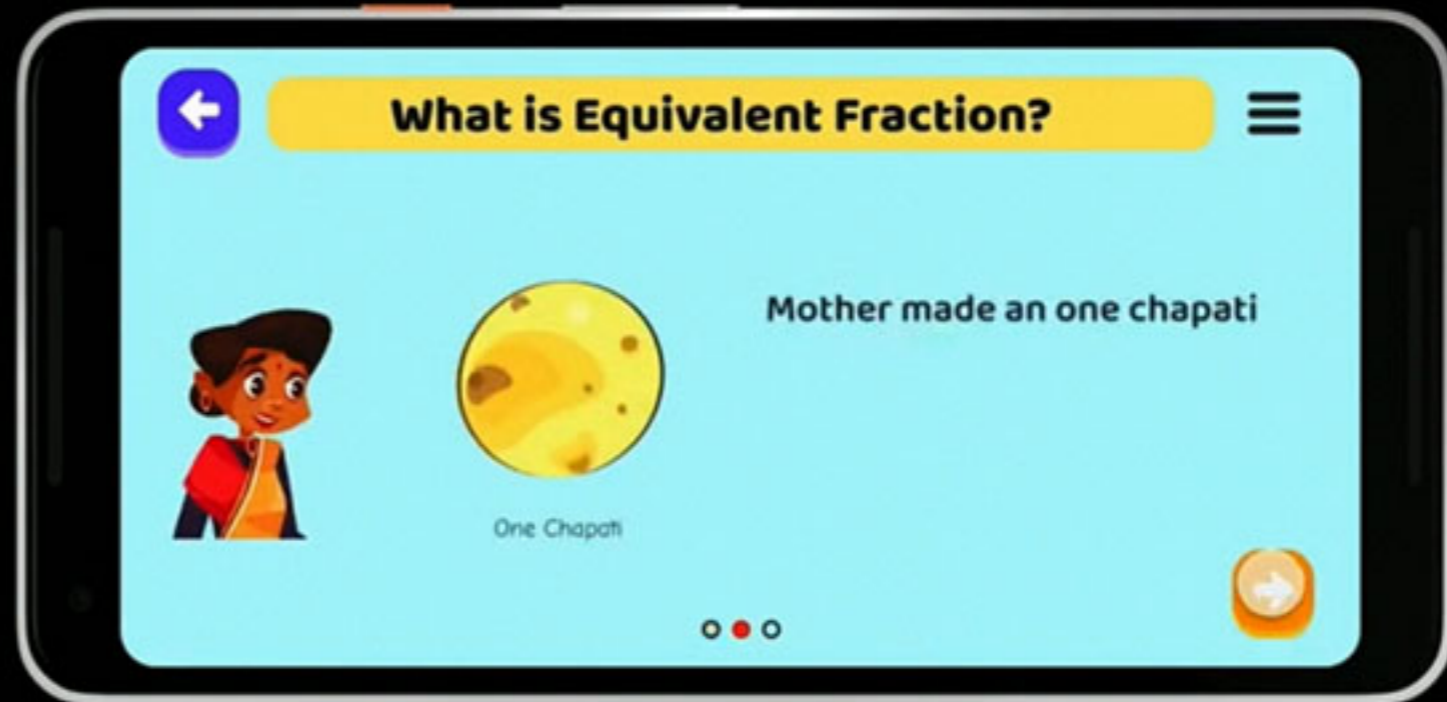 What is Equivalent Fraction?
Mother made an one chapati
One Chapati